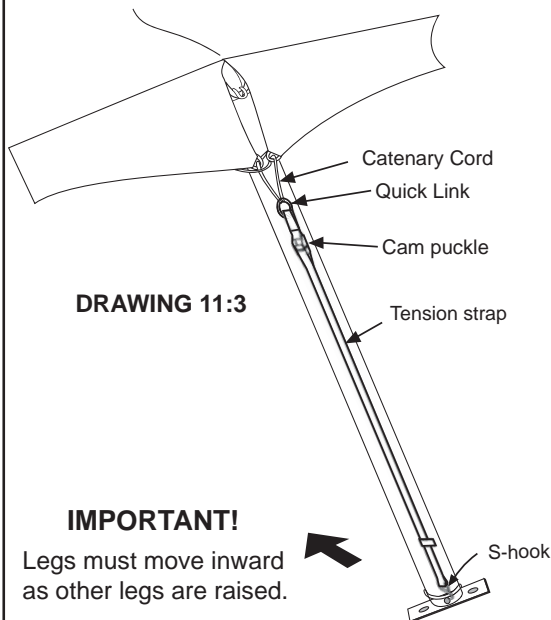 Catenary Cord
Quick Link
Cam puckle
DRAWING 11:3
Tension strap
IMPORTANT!
Legs must move inward
as other legs are raised.
S-hook